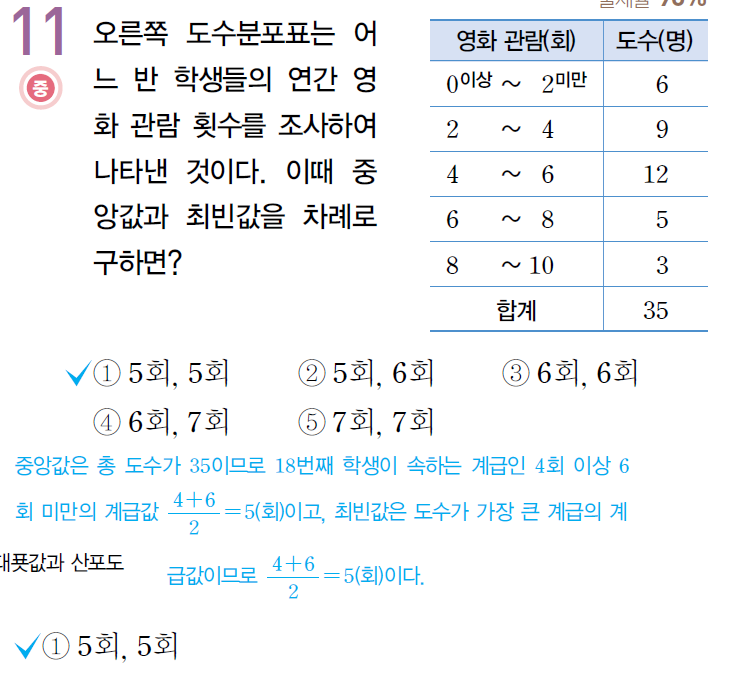 11
중
오른쪽 도수분포표는 어
느 반 학생들의 연간 영
화 관람 횟수를 조사하여
나타낸 것이다. 이때 중
앙값과 최빈값을 차례로
구하면?
영화 관람(회) 도수(명)
0이상 ~ 2미만 6
2 ~ 4 9
4 ~ 6 12
6 ~ 8 5
8 ~ 10 3
합계 35
① 5회, 5회 ② 5회, 6회 ③ 6회, 6회
④ 6회, 7회 ⑤ 7회, 7회
중앙값은 총 도수가 35이므로 18번째 학생이 속하는 계급인 4회 이상 6
회 미만의 계급값 4+6/2=5(회)이고, 최빈값은 도수가 가장 큰 계급의 계
대푯값과 산포도
급값이므로 4+6/2=5(회)이다.
① 5회, 5회